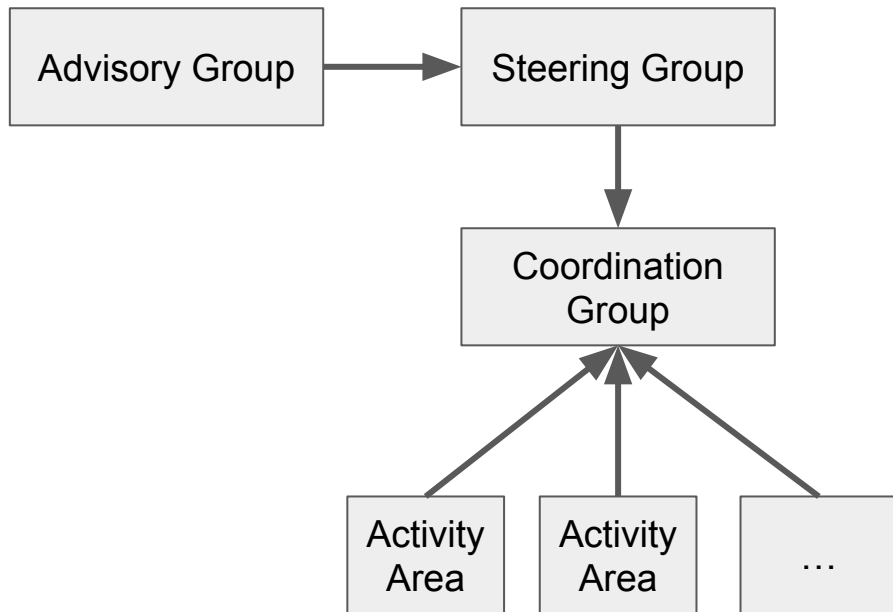 Advisory Group
Steering Group
Coordination
Group
Activity
Area
Activity
Area
...